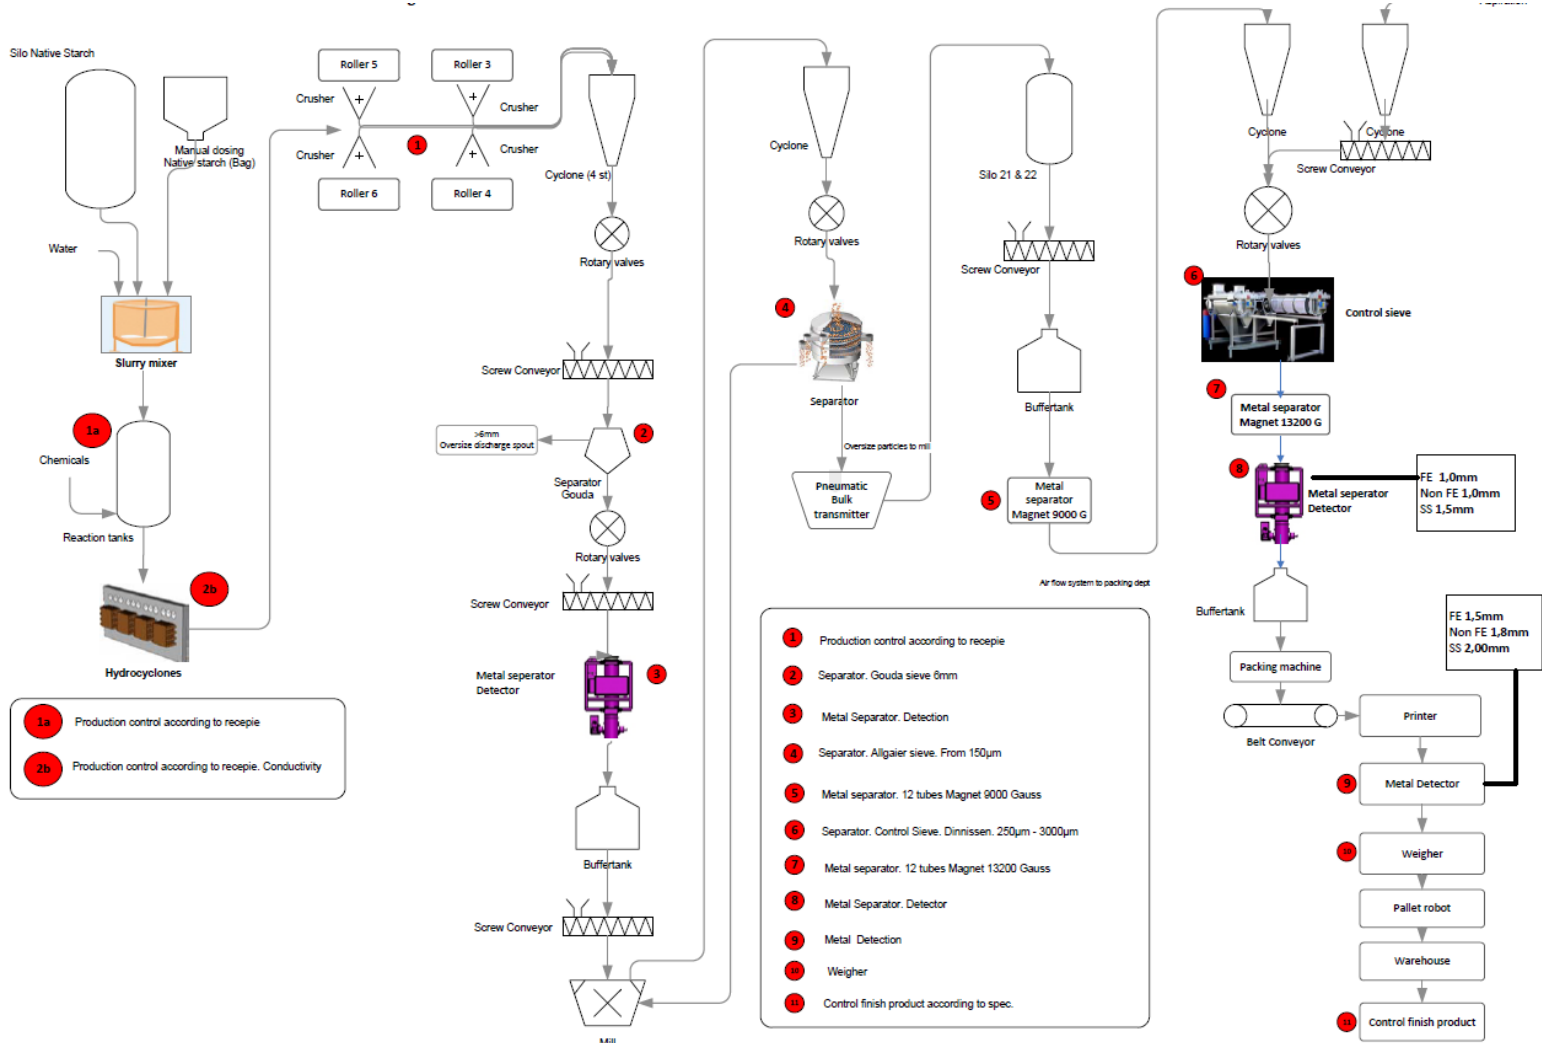 Silo Native Starch
Manual dosing
Native starch (Bag)
Water
Slurry mixer
1a
Chemicals
Reaction tanks
2b
Hydrocyclones
1a
Production control according to recepie
2b
Production control according to recepie. Conductivity
Roller 5
Roller 3
Crusher
Crusher
1
Crusher
Crusher
Roller 6
Roller 4
Cyclone (4 st)
Rotary valves
Screw Conveyor
2
>6mm
Oversize discharge spout
Separator
Gouda
Rotary valves
Screw Conveyor
3
Metal seperator
Detector
Buffertank
Screw Conveyor
Mill
Cyclone
Rotary valves
4
Separator
Oversize particles to mill
Pneumatic
Bulk
transmitter
Silo 21 & 22
Screw Conveyor
Buffertank
5
Metal
separator
Magnet 9000 G
Air flow system to packing dept
1
Production control according to recepie
2
Separator. Gouda sieve 6mm
3
Metal Separator. Detection
4
Separator. Allgaier sieve. From 150µm
5
Metal separator. 12 tubes Magnet 9000 Gauss
6
Separator. Control Sieve. Dinnissen. 250µm - 3000µm
7
Metal separator. 12 tubes Magnet 13200 Gauss
8
Metal Separator. Detector
9
Metal Detection
10
Weigher
11
Control finish product according to spec.
Aspiration
Cyclone
Cyclone
Screw Conveyor
Rotary valves
6
Control sieve
7
Metal separator
Magnet 13200 G
8
Metal seperator
Detector
FE 1,0mm
Non FE 1,0mm
SS 1,5mm
Buffertank
FE 1,5mm
Non FE 1,8mm
SS 2,00mm
Packing machine
Belt Conveyor
Printer
9
Metal Detector
10
Weigher
Pallet robot
Warehouse
11
Control finish product